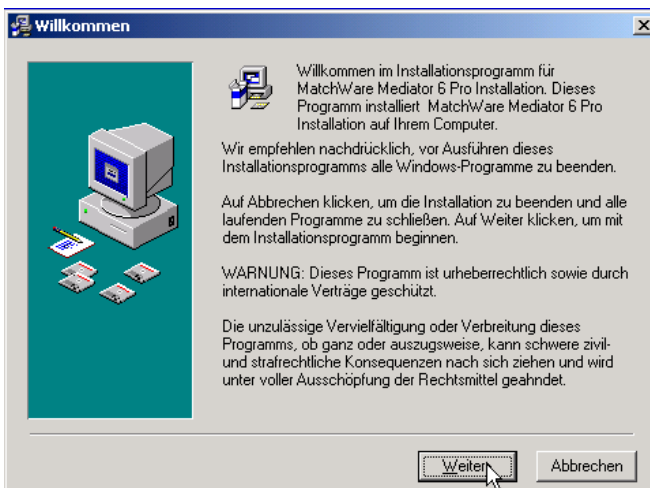 Willkommen
Willkommen im Installationsprogramm für
MatchWare Mediator 6 Pro Installation. Dieses
Programm installiert MatchWare Mediator 6 Pro
Installation auf Ihrem Computer.
Wir empfehlen nachdrücklich, vor Ausführen dieses
Installationsprogramms alle Windows-Programme zu beenden.
Auf Abbrechen klicken, um die Installation zu beenden und alle
laufenden Programme zu schließen. Auf Weiter klicken, um mit
dem Installationsprogramm beginnen.
WARNUNG: Dieses Programm ist urheberrechtlich sowie durch
internationale Verträge geschützt.
Die unzulässige Vervielfältigung oder Verbreitung dieses
Programms, ob ganz oder auszugsweise, kann schwere zivil-
und strafrechtliche Konsequenzen nach sich ziehen und wird
unter voller Ausschöpfung der Rechtsmittel geahndet.
Weiter
Abbrechen